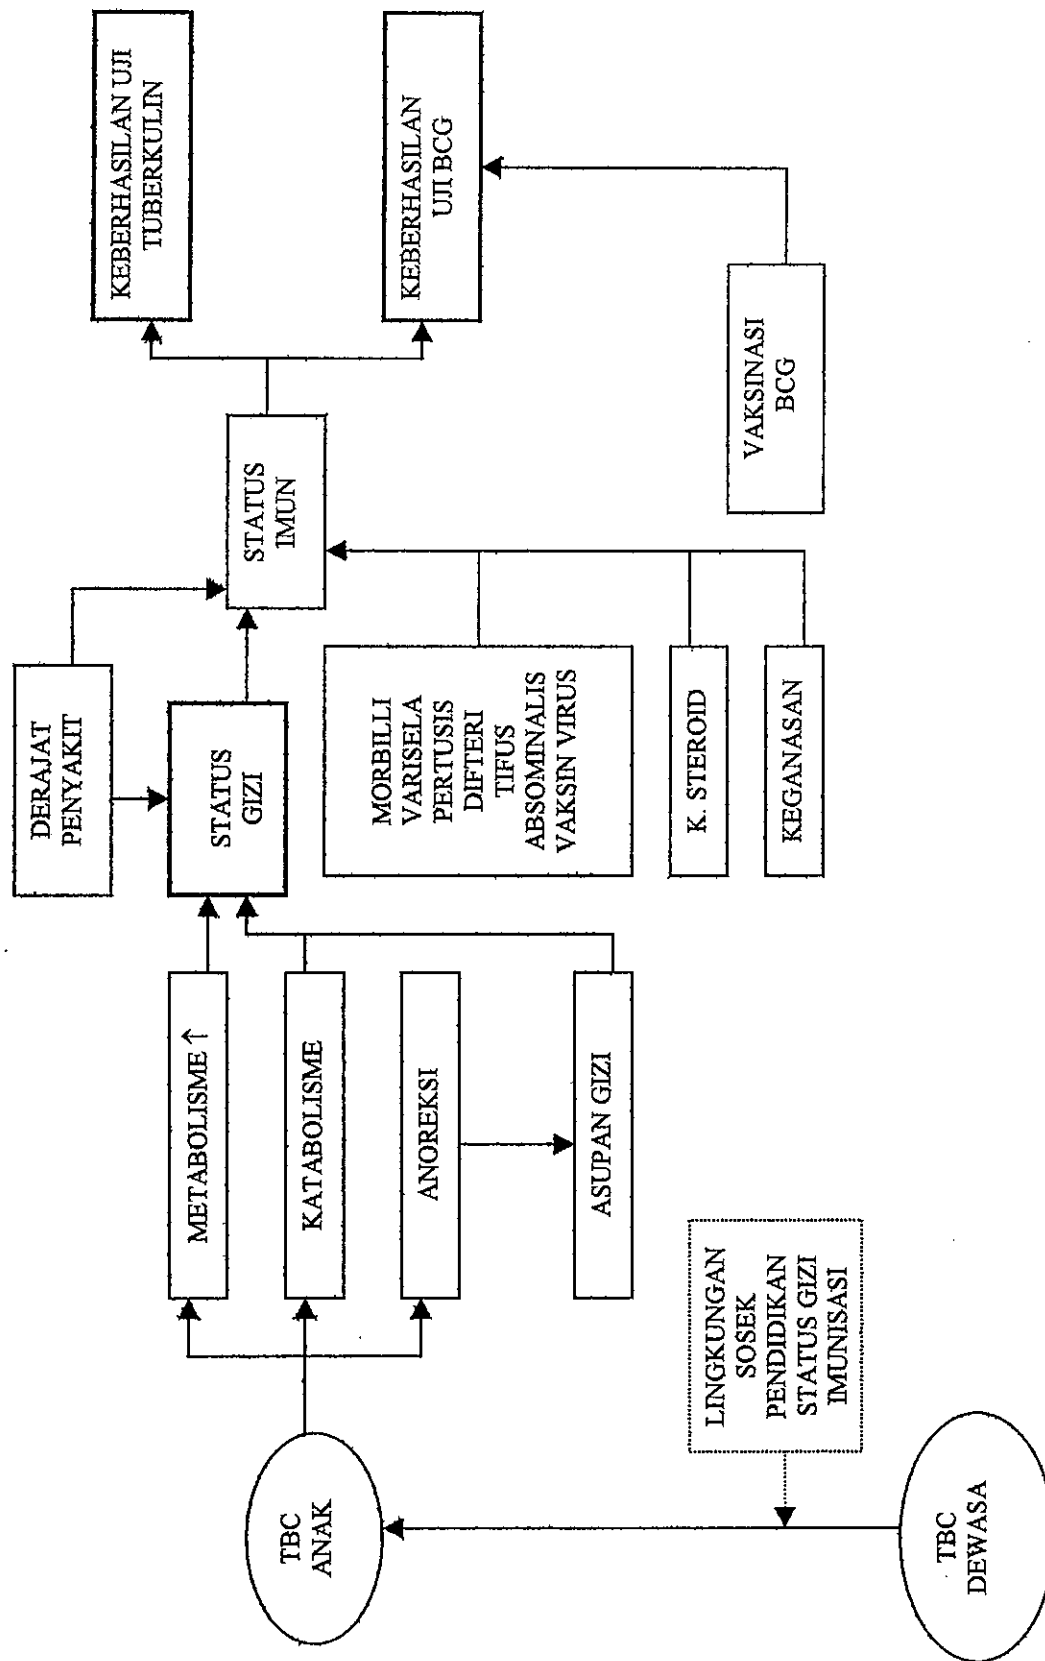 TBC
ANAK
TBC
DEWASA
LINGKUNGAN
SOSEK
PENDIDIKAN
STATUS GIZI
IMUNISASI
METABOLISME ↑
KATABOLISME
ANOREKSI
ASUPAN GIZI
DERAJAT
PENYAKIT
STATUS
GIZI
MORBILLI
VARISELA
PERTUSIS
DIFTERI
TIFUS
ABSOMINALIS
VAKSIN VIRUS
K. STEROID
KEGANASAN
STATUS
IMUN
VAKSINASI
BCG
KEBERHASILAN UJI
TUBERKULIN
KEBERHASILAN
UJI BCG